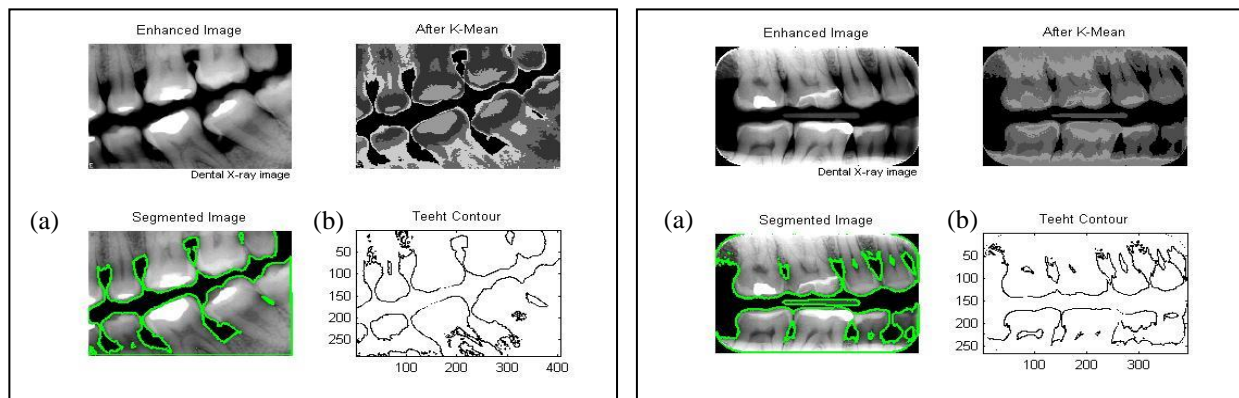 Enhanced Image
After K-Mean
Dental X-ray image
(a)
Segmented Image
(b)
Teeht Contour
50
100
150
200
250
100
200
300
400
Enhanced Image
After K-Mean
Dental X-ray image
(a)
Segmented Image
(b)
Teeht Contour
50
100
150
200
250
100
200
300